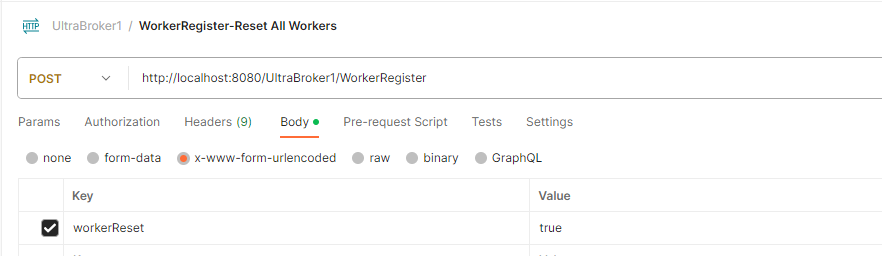 HTTP UltraBroker1 / WorkerRegister-Reset All Workers
POST http://localhost:8080/UltraBroker1/WorkerRegister
Params Authorization Headers (9) Body Pre-request Script Tests Settings
none form-data x-www-form-urlencoded raw binary GraphQL
Key Value
workerReset true